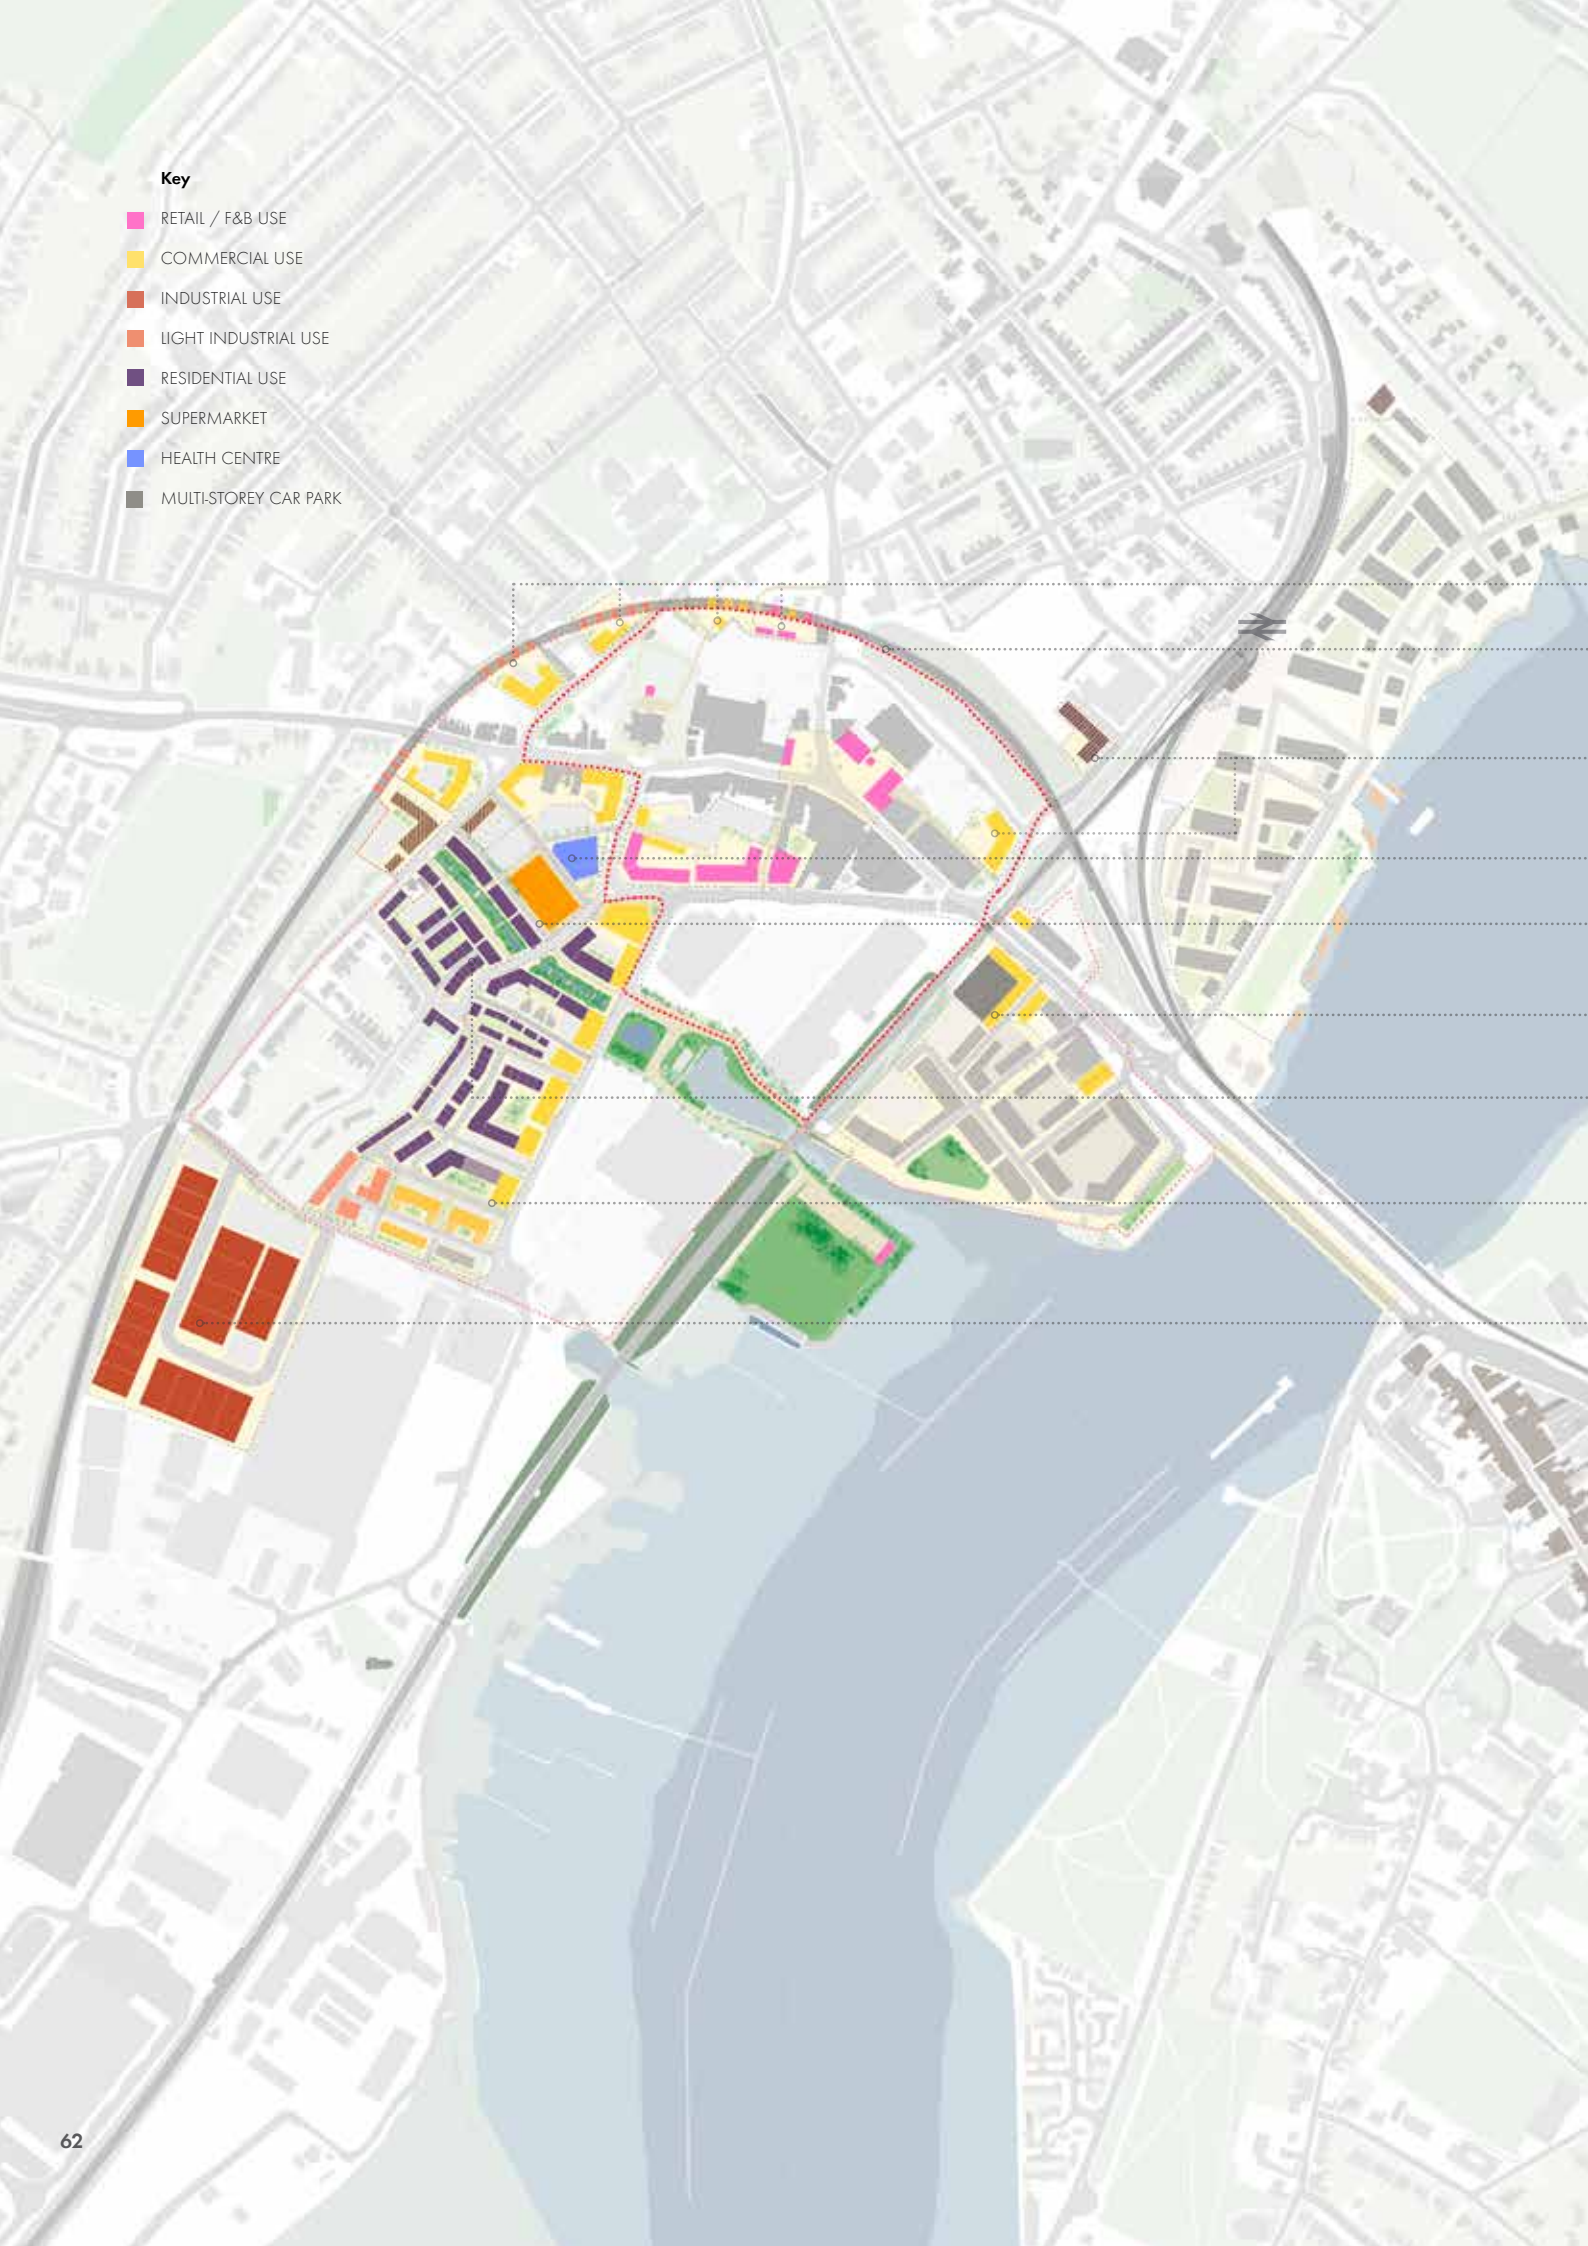 Key
RETAIL / F&B USE
COMMERCIAL USE
INDUSTRIAL USE
LIGHT INDUSTRIAL USE
RESIDENTIAL USE
SUPERMARKET
HEALTH CENTRE
MULTI-STOREY CAR PARK
62